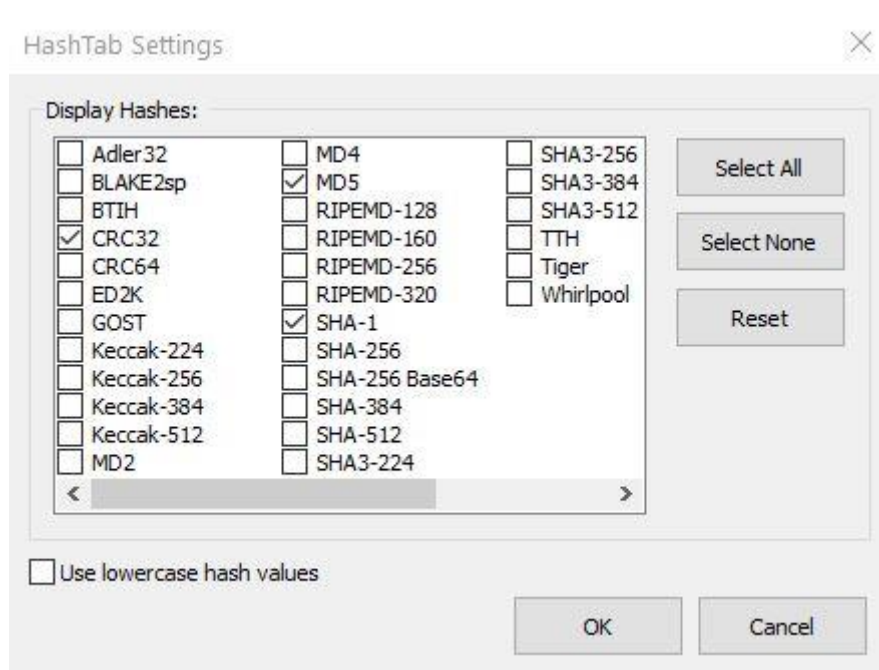 HashTab Settings
Display Hashes:
Adler32
BLAKE2sp
BTIH
CRC32
CRC64
ED2K
GOST
Keccak-224
Keccak-256
Keccak-384
Keccak-512
MD2
MD4
MD5
RIPEMD-128
RIPEMD-160
RIPEMD-256
RIPEMD-320
SHA-1
SHA-256
SHA-256 Base64
SHA-384
SHA-512
SHA3-224
SHA3-256
SHA3-384
SHA3-512
TTH
Tiger
Whirlpool
Select All
Select None
Reset
Use lowercase hash values
OK
Cancel